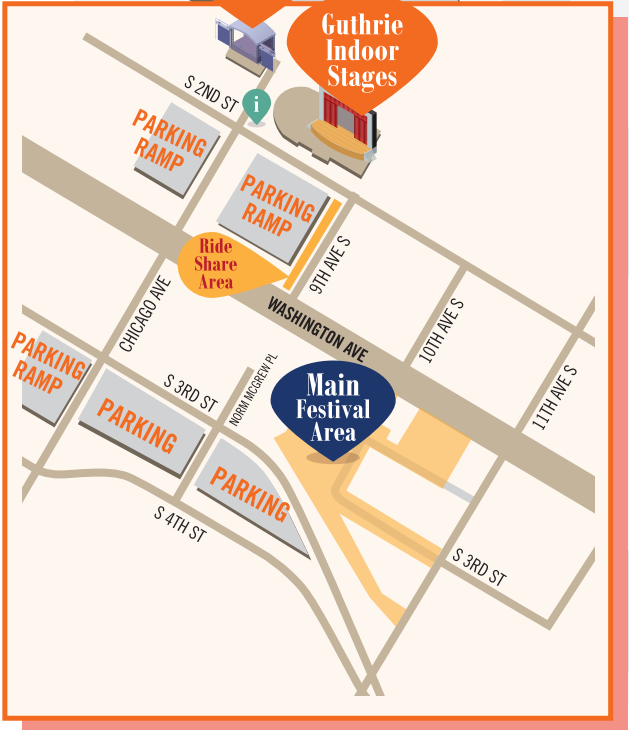 Guthrie
Indoor
Stages
S 2ND ST
i
PARKING
RAMP
PARKING
RAMP
Ride
Share
Area
9TH AVE S
WASHINGTON AVE
CHICAGO AVE
10TH AVE S
11TH AVE S
PARKING
RAMP
S 3RD ST
NORM MCGREW PL
Main
Festival
Area
PARKING
PARKING
S 4TH ST
S 3RD ST